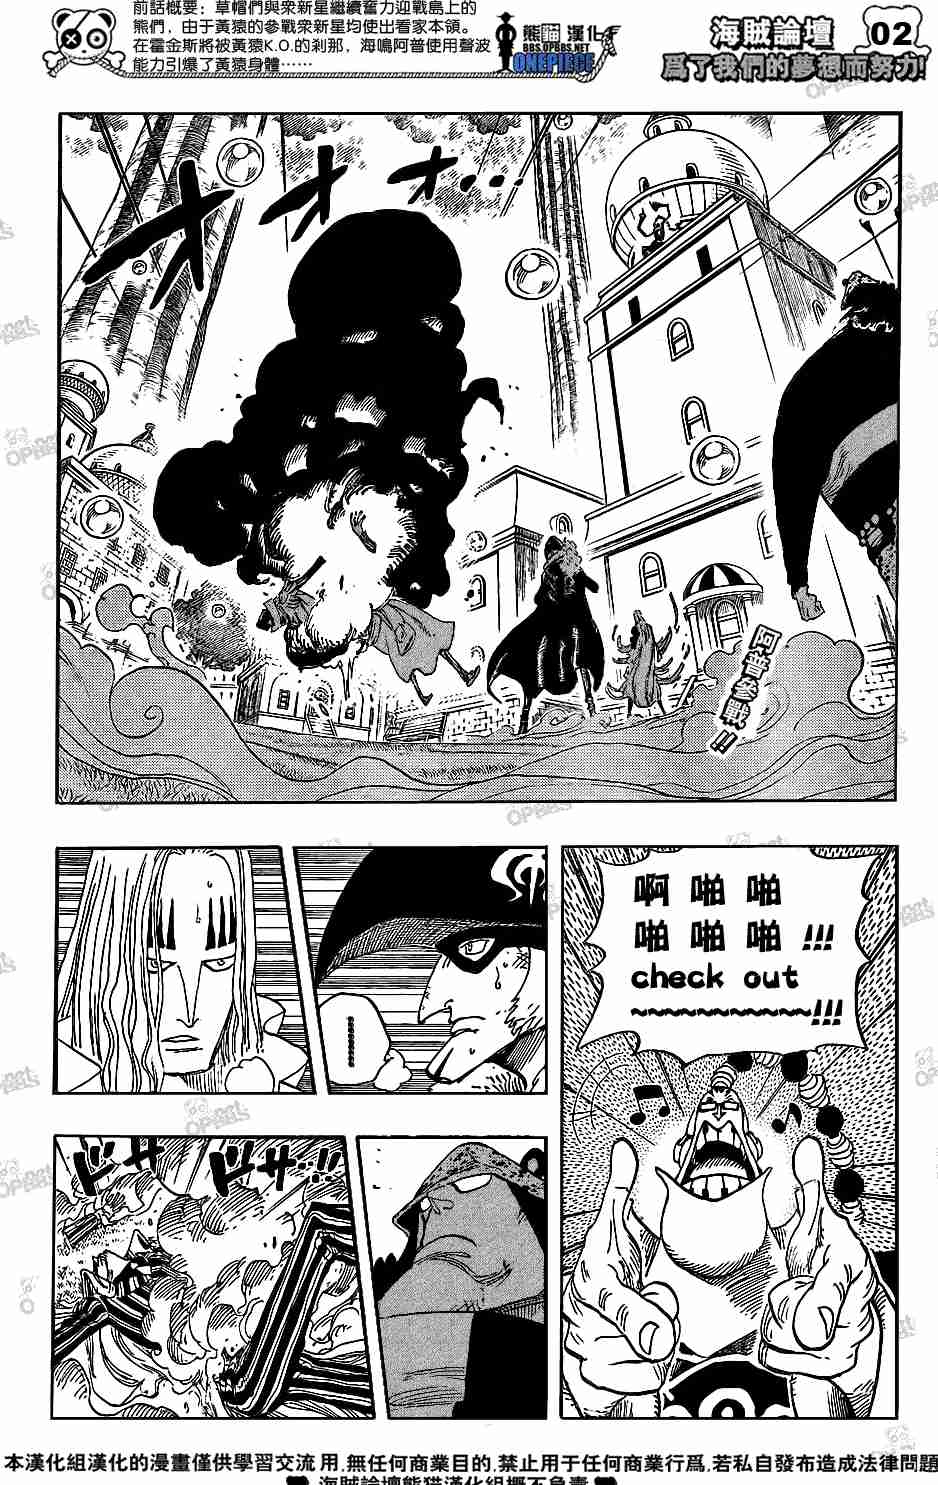 前話概要：草帽們與眾新星繼續奮力迎戰島上的
熊們，由于黃猿的參戰眾新星均使出看家本領。
在霍金斯將被黃猿K.O.的剎那，海鳴阿普使用聲波
能力引爆了黃猿身體……
熊貓 漢化
BBS.OPBBS.NET
ONEPIECE
海賊論壇
爲了我們的夢想而努力!
02
オオオ…
阿普參戰!!!
啊 啪 啪
啪 啪 啪 !!!
check out
~~~~~~~~~~~~!!!
…………
ドサ ドサ…!!
本漢化組漢化的漫畫僅供學習交流用,無任何商業目的,禁止用于任何商業行爲,若私自發布造成法律問題
海賊論壇熊猫漢化組概不負責